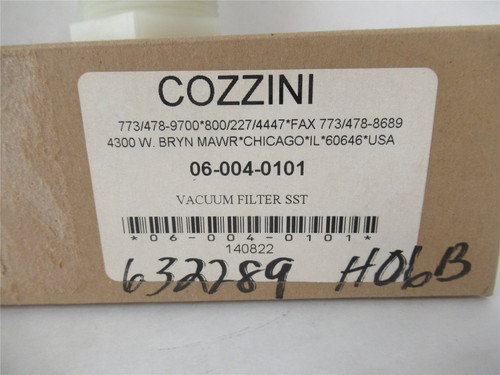 COZZINI
773/478-9700*800/227/4447*FAX 773/478-8689
4300 W. BRYN MAWR*CHICAGO*IL*60646*USA
06-004-0101
VACUUM FILTER SST
*06-004-0101*
140822
632289 H06B